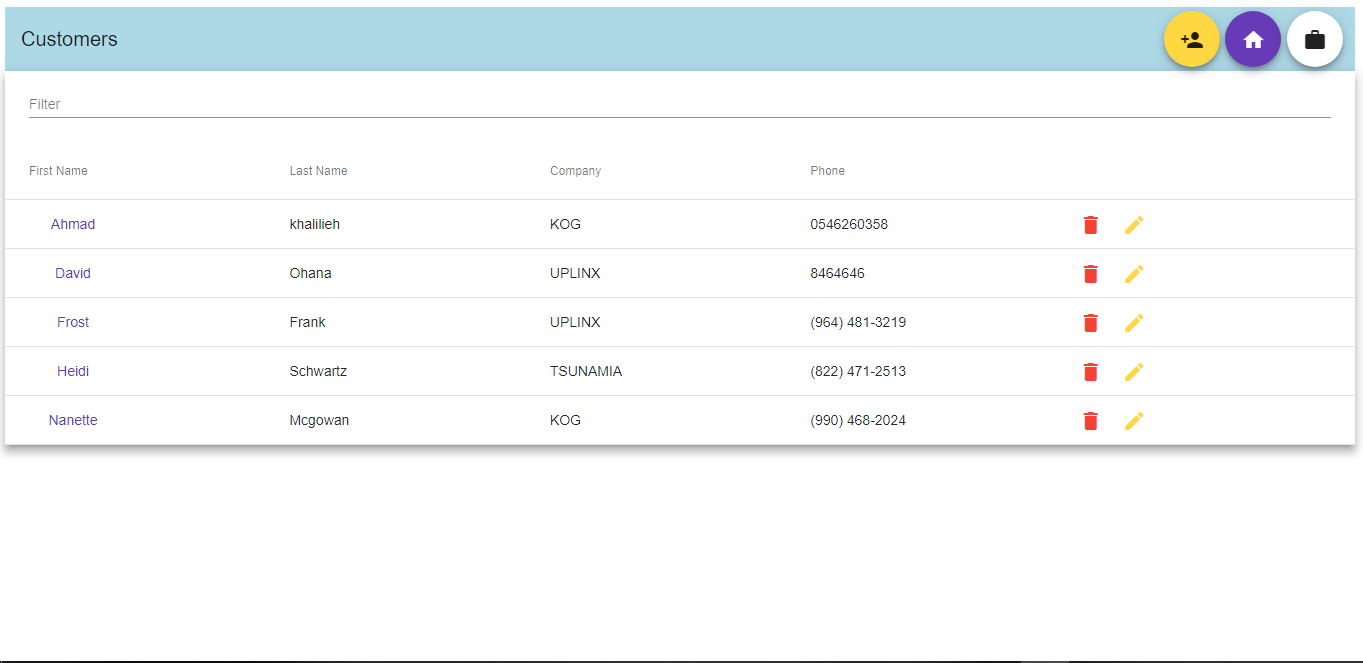 Customers
Filter
First Name Last Name Company Phone
Ahmad khalilieh KOG 0546260358
David Ohana UPLINX 8464646
Frost Frank UPLINX (964) 481-3219
Heidi Schwartz TSUNAMIA (822) 471-2513
Nanette Mcgowan KOG (990) 468-2024